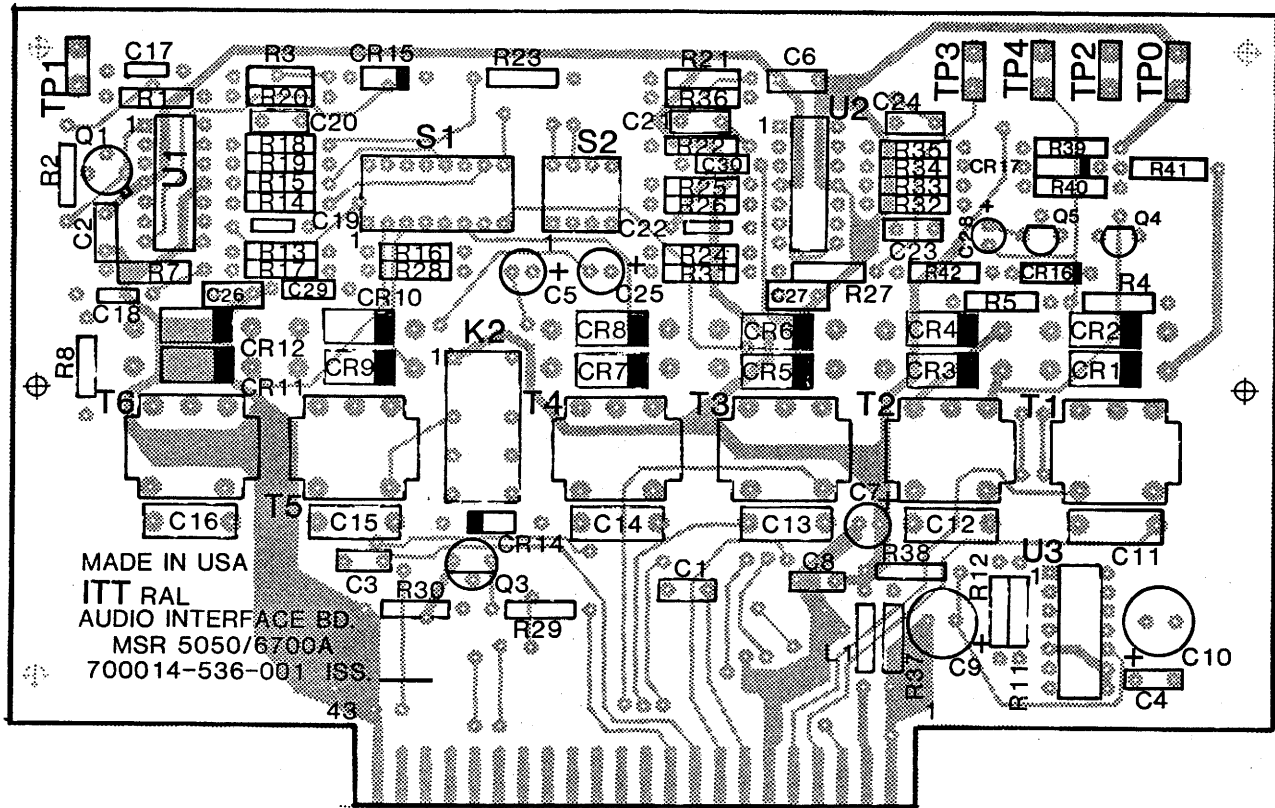 TP1
C17
R3
CR15
R23
R21
C6
TP3
TP4
TP2
TP0
R1
R20
R36
U2
C24
Q1
1
C20
C2
1
R2
U1
R18
S1
S2
R22
R35
R39
R19
C30
R34
CR17
R41
R15
R25
R33
R40
R14
R26
R32
C2
C19
C22
C23
C28
+
Q5
Q4
1
1
R13
R16
R24
R7
R17
R28
+
+
R31
R42
CR16
C26
C29
C5
C25
C27
R27
R5
R4
C18
CR10
K2
CR8
CR6
CR4
CR2
R8
CR12
CR9
1
CR7
CR5
CR3
CR1
CR11
T6
T4
T3
T2
T1
T5
C7
C16
C15
C14
C13
C12
C11
CR14
MADE IN USA
C3
Q3
C1
C8
R38
R12
U3
1
ITT RAL
R30
AUDIO INTERFACE BD.
R29
MSR 5050/6700A
L1
R37
+
C9
+
C10
700014-536-001 ISS.
R11
C4
43
1